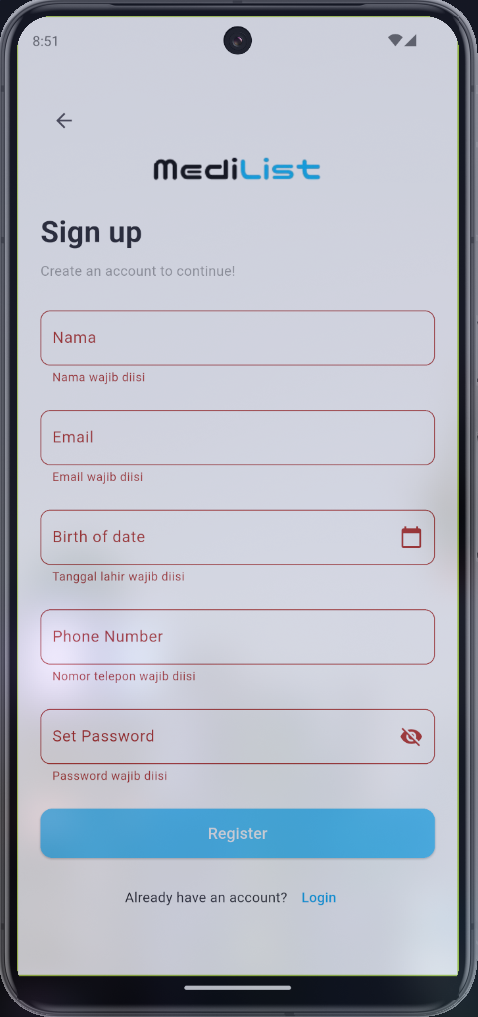 8:51
MediList
Sign up
Create an account to continue!
Nama
Nama wajib diisi
Email
Email wajib diisi
Birth of date
Tanggal lahir wajib diisi
Phone Number
Nomor telepon wajib diisi
Set Password
Password wajib diisi
Register
Already have an account? Login